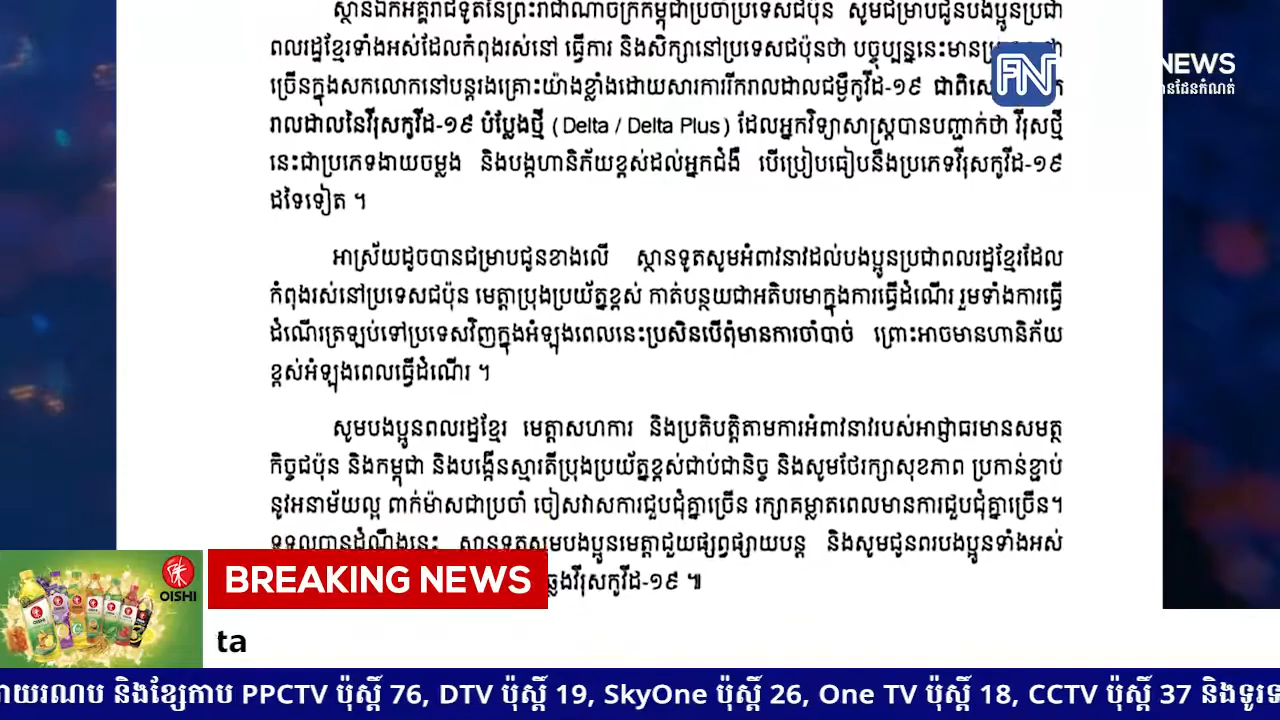 ស្ថានឯកអគ្គរាជទូតនៃព្រះរាជាណាចក្រកម្ពុជាប្រចាំប្រទេសជប៉ុន សូមជម្រាបជូនបងប្អូនប្រជា
ពលរដ្ឋខ្មែរទាំងអស់ដែលកំពុងរស់នៅ ធ្វើការ និងសិក្សានៅប្រទេសជប៉ុនថា បច្ចុប្បន្ននេះមាន
ច្រើនក្នុងសកលោកនៅបន្តរងគ្រោះយ៉ាងខ្លាំងដោយសារការរីករាលដាលជម្ងឺកូវីដ-១៩
រាលដាលនៃវីរុសកូវីដ-១៩ បំប្លែងថ្មី (Delta / Delta Plus) ដែលអ្នកវិទ្យាសាស្ត្របានបញ្ជាក់ថា វីរុសថ្មី
នេះជាប្រភេទងាយចម្លង និងបង្កហានិភ័យខ្ពស់ដល់អ្នកជំងឺ បើប្រៀបធៀបនឹងប្រភេទវីរុសកូវីដ-១៩
ដទៃទៀត ។
អាស្រ័យដូចបានជម្រាបជូនខាងលើ ស្ថានទូតសូមអំពាវនាវដល់បងប្អូនប្រជាពលរដ្ឋខ្មែរដែល
កំពុងរស់នៅប្រទេសជប៉ុន មេត្តាប្រុងប្រយ័ត្នខ្ពស់ កាត់បន្ថយជាអតិបរមាក្នុងការធ្វើដំណើរ រួមទាំងការធ្វើ
ដំណើរត្រឡប់ទៅប្រទេសវិញក្នុងអំឡុងពេលនេះប្រសិនបើពុំមានការចាំបាច់ ព្រោះអាចមានហានិភ័យ
ខ្ពស់អំឡុងពេលធ្វើដំណើរ ។
សូមបងប្អូនពលរដ្ឋខ្មែរ មេត្តាសហការ និងប្រតិបត្តិតាមការអំពាវនាវរបស់អាជ្ញាធរមានសមត្ថ
កិច្ចជប៉ុន និងកម្ពុជា និងបង្កើនស្មារតីប្រុងប្រយ័ត្នខ្ពស់ជាប់ជានិច្ច និងសូមថែរក្សាសុខភាព ប្រកាន់ខ្ជាប់
នូវអនាម័យល្អ ពាក់ម៉ាសជាប្រចាំ ចៀសវាសការជួបជុំគ្នាច្រើន រក្សាគម្លាតពេលមានការជួបជុំគ្នាច្រើន។
ទទួលបានដំណឹងនេះ ស្ថានទូតសូមបងប្អូនមេត្តាជួយផ្សព្វផ្សាយបន្ត និងសូមជូនពរបងប្អូនទាំងអស់
ឆ្លងវីរុសកូវីដ-១៩ ៕
FN
NEWS
OISHI
BREAKING NEWS
ta
និងខ្សែកាប PPCTV ប៉ុស្តិ៍ 76, DTV ប៉ុស្តិ៍ 19, SkyOne ប៉ុស្តិ៍ 26, One TV ប៉ុស្តិ៍ 18, CCTV ប៉ុស្តិ៍ 37